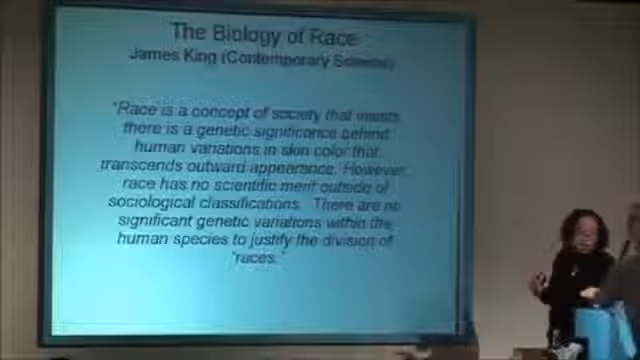 The Biology of Race
James King (Contemporary Science)
"Race is a concept of society that insists
there is a genetic significance behind
human variations in skin color that
transcends outward appearance. However,
race has no scientific merit outside of
sociological classifications. There are no
significant genetic variations within the
human species to justify the division of
"races."